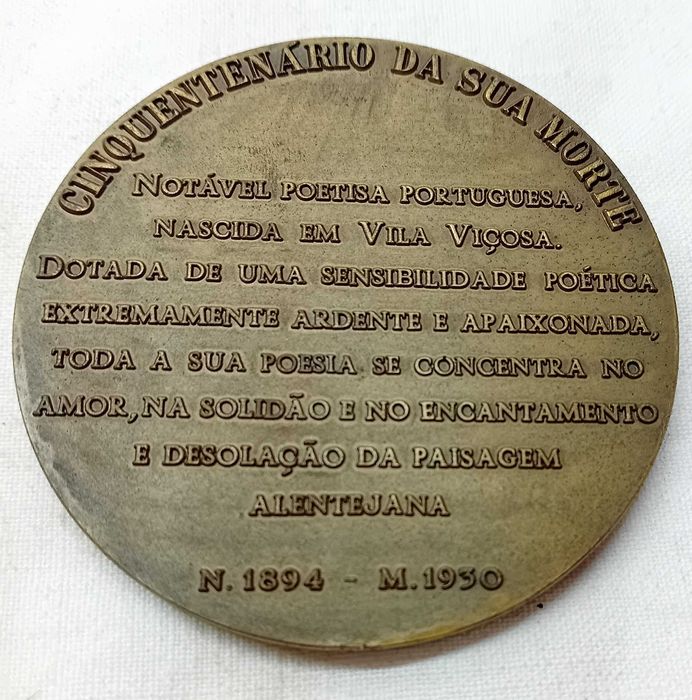 CINQUENTENÁRIO DA SUA MORTE
NOTÁVEL POETISA PORTUGUESA,
NASCIDA EM VILA VIÇOSA.
DOTADA DE UMA SENSIBILIDADE POÉTICA
EXTREMAMENTE ARDENTE E APAIXONADA,
TODA A SUA POESIA SE CONCENTRA NO
AMOR, NA SOLIDÃO E NO ENCANTAMENTO
E DESOLAÇÃO DA PAISAGEM
ALENTEJANA
N. 1894 - M. 1930